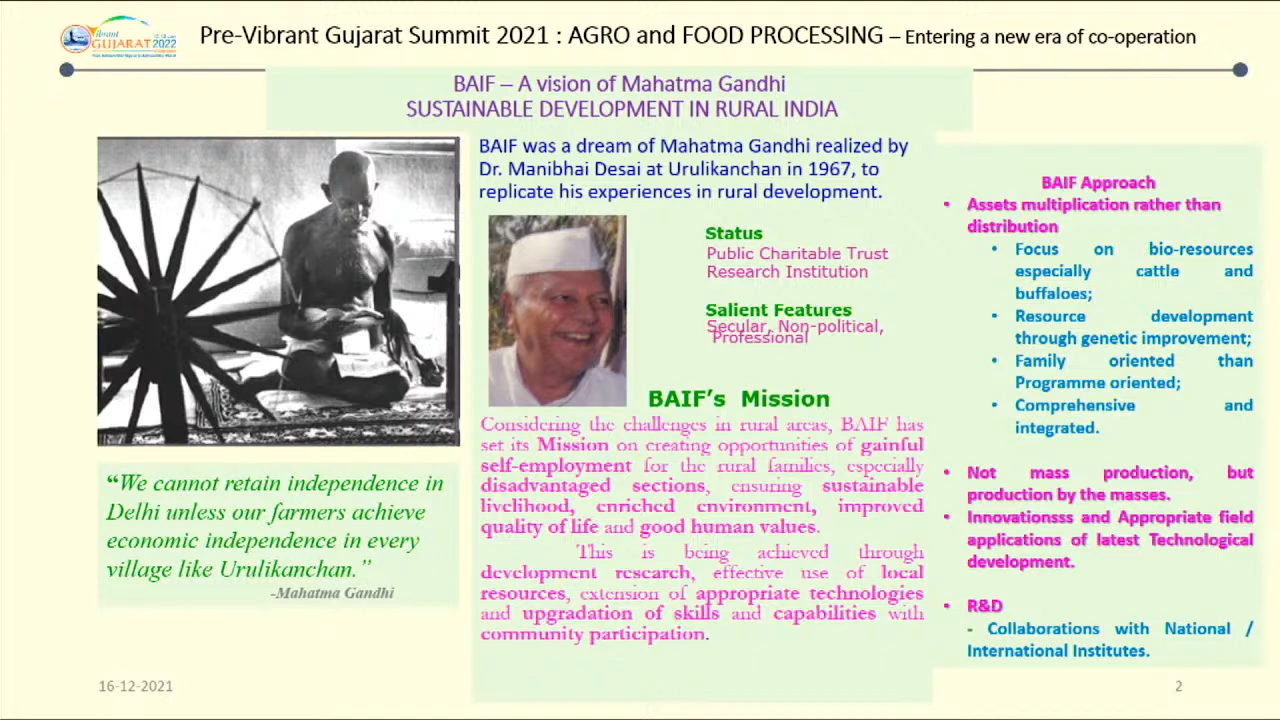 Vibrant
GUJARAT 2022
Pre-Vibrant Gujarat Summit 2021 : AGRO and FOOD PROCESSING – Entering a new era of co-operation
BAIF – A vision of Mahatma Gandhi
SUSTAINABLE DEVELOPMENT IN RURAL INDIA
“We cannot retain independence in
Delhi unless our farmers achieve
economic independence in every
village like Urulikanchan.”
-Mahatma Gandhi
BAIF was a dream of Mahatma Gandhi realized by
Dr. Manibhai Desai at Urulikanchan in 1967, to
replicate his experiences in rural development.
Status
Public Charitable Trust
Research Institution
Salient Features
Secular, Non-political,
Professional
BAIF’s Mission
Considering the challenges in rural areas, BAIF has
set its Mission on creating opportunities of gainful
self-employment for the rural families, especially
disadvantaged sections, ensuring sustainable
livelihood, enriched environment, improved
quality of life and good human values.
This is being achieved through
development research, effective use of local
resources, extension of appropriate technologies
and upgradation of skills and capabilities with
community participation.
BAIF Approach
• Assets multiplication rather than
distribution
• Focus on bio-resources
especially cattle and
buffaloes;
• Resource development
through genetic improvement;
• Family oriented than
Programme oriented;
• Comprehensive and
integrated.
• Not mass production, but
production by the masses.
• Innovationsss and Appropriate field
applications of latest Technological
development.
• R&D
- Collaborations with National /
International Institutes.
16-12-2021
2